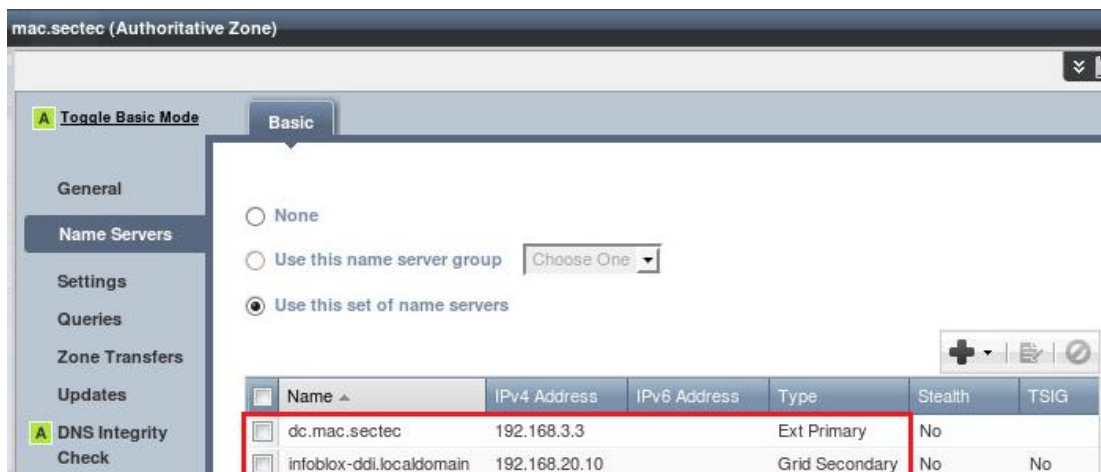 mac.sectec (Authoritative Zone)
A Toggle Basic Mode
Basic
General
Name Servers
Settings
Queries
Zone Transfers
Updates
A DNS Integrity
Check
None
Use this name server group Choose One
Use this set of name servers
Name IPv4 Address IPv6 Address Type Stealth TSIG
dc.mac.sectec 192.168.3.3 Ext Primary No
infoblox-ddi.localdomain 192.168.20.10 Grid Secondary No No